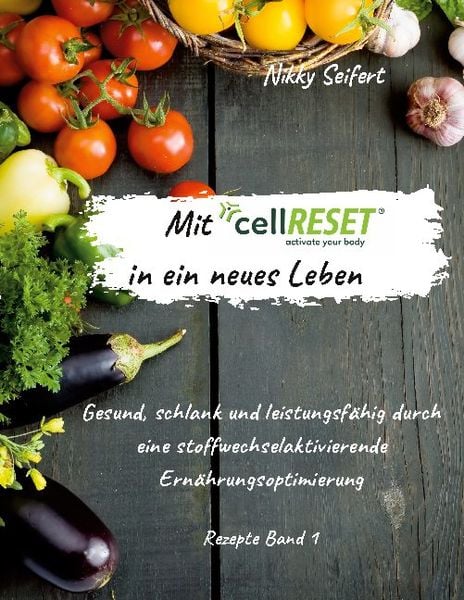 Nikky Seifert
Mit cellRESET®
activate your body
in ein neues Leben
Gesund, schlank und leistungsfähig durch
eine stoffwechselaktivierende
Ernährungsoptimierung
Rezepte Band 1